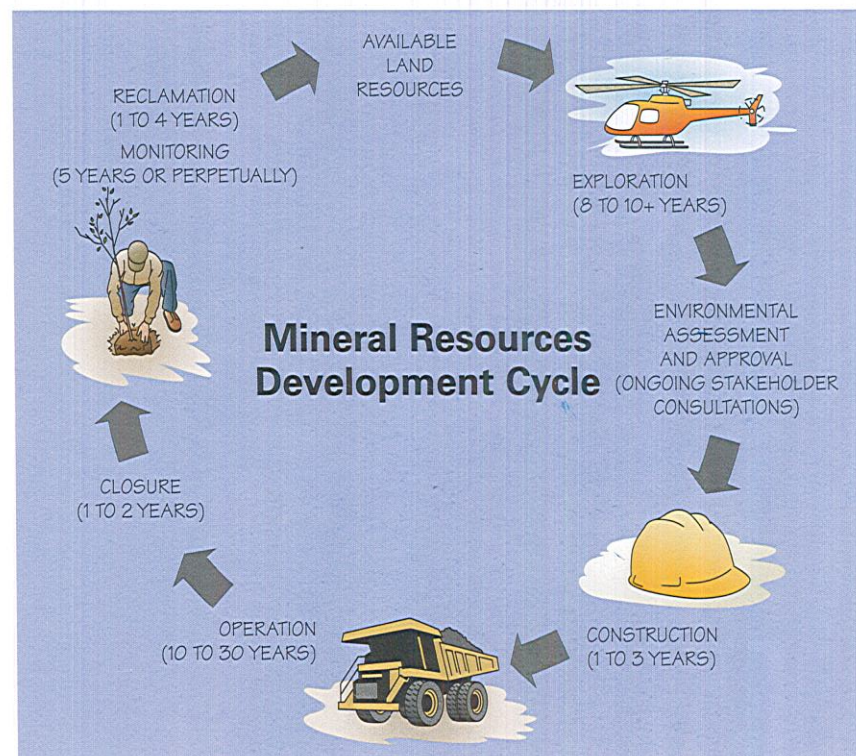 AVAILABLE
LAND
RESOURCES
EXPLORATION
(8 TO 10+ YEARS)
ENVIRONMENTAL
ASSESSMENT
AND APPROVAL
(ONGOING STAKEHOLDER
CONSULTATIONS)
CONSTRUCTION
(1 TO 3 YEARS)
OPERATION
(10 TO 30 YEARS)
CLOSURE
(1 TO 2 YEARS)
RECLAMATION
(1 TO 4 YEARS)
MONITORING
(5 YEARS OR PERPETUALLY)
Mineral Resources
Development Cycle